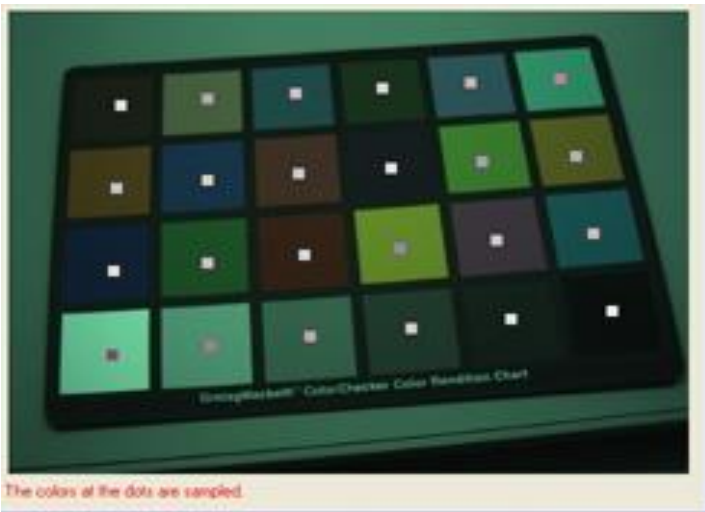 GretagMacbeth™ ColorChecker Color Rendition Chart
The colors at the dots are sampled.